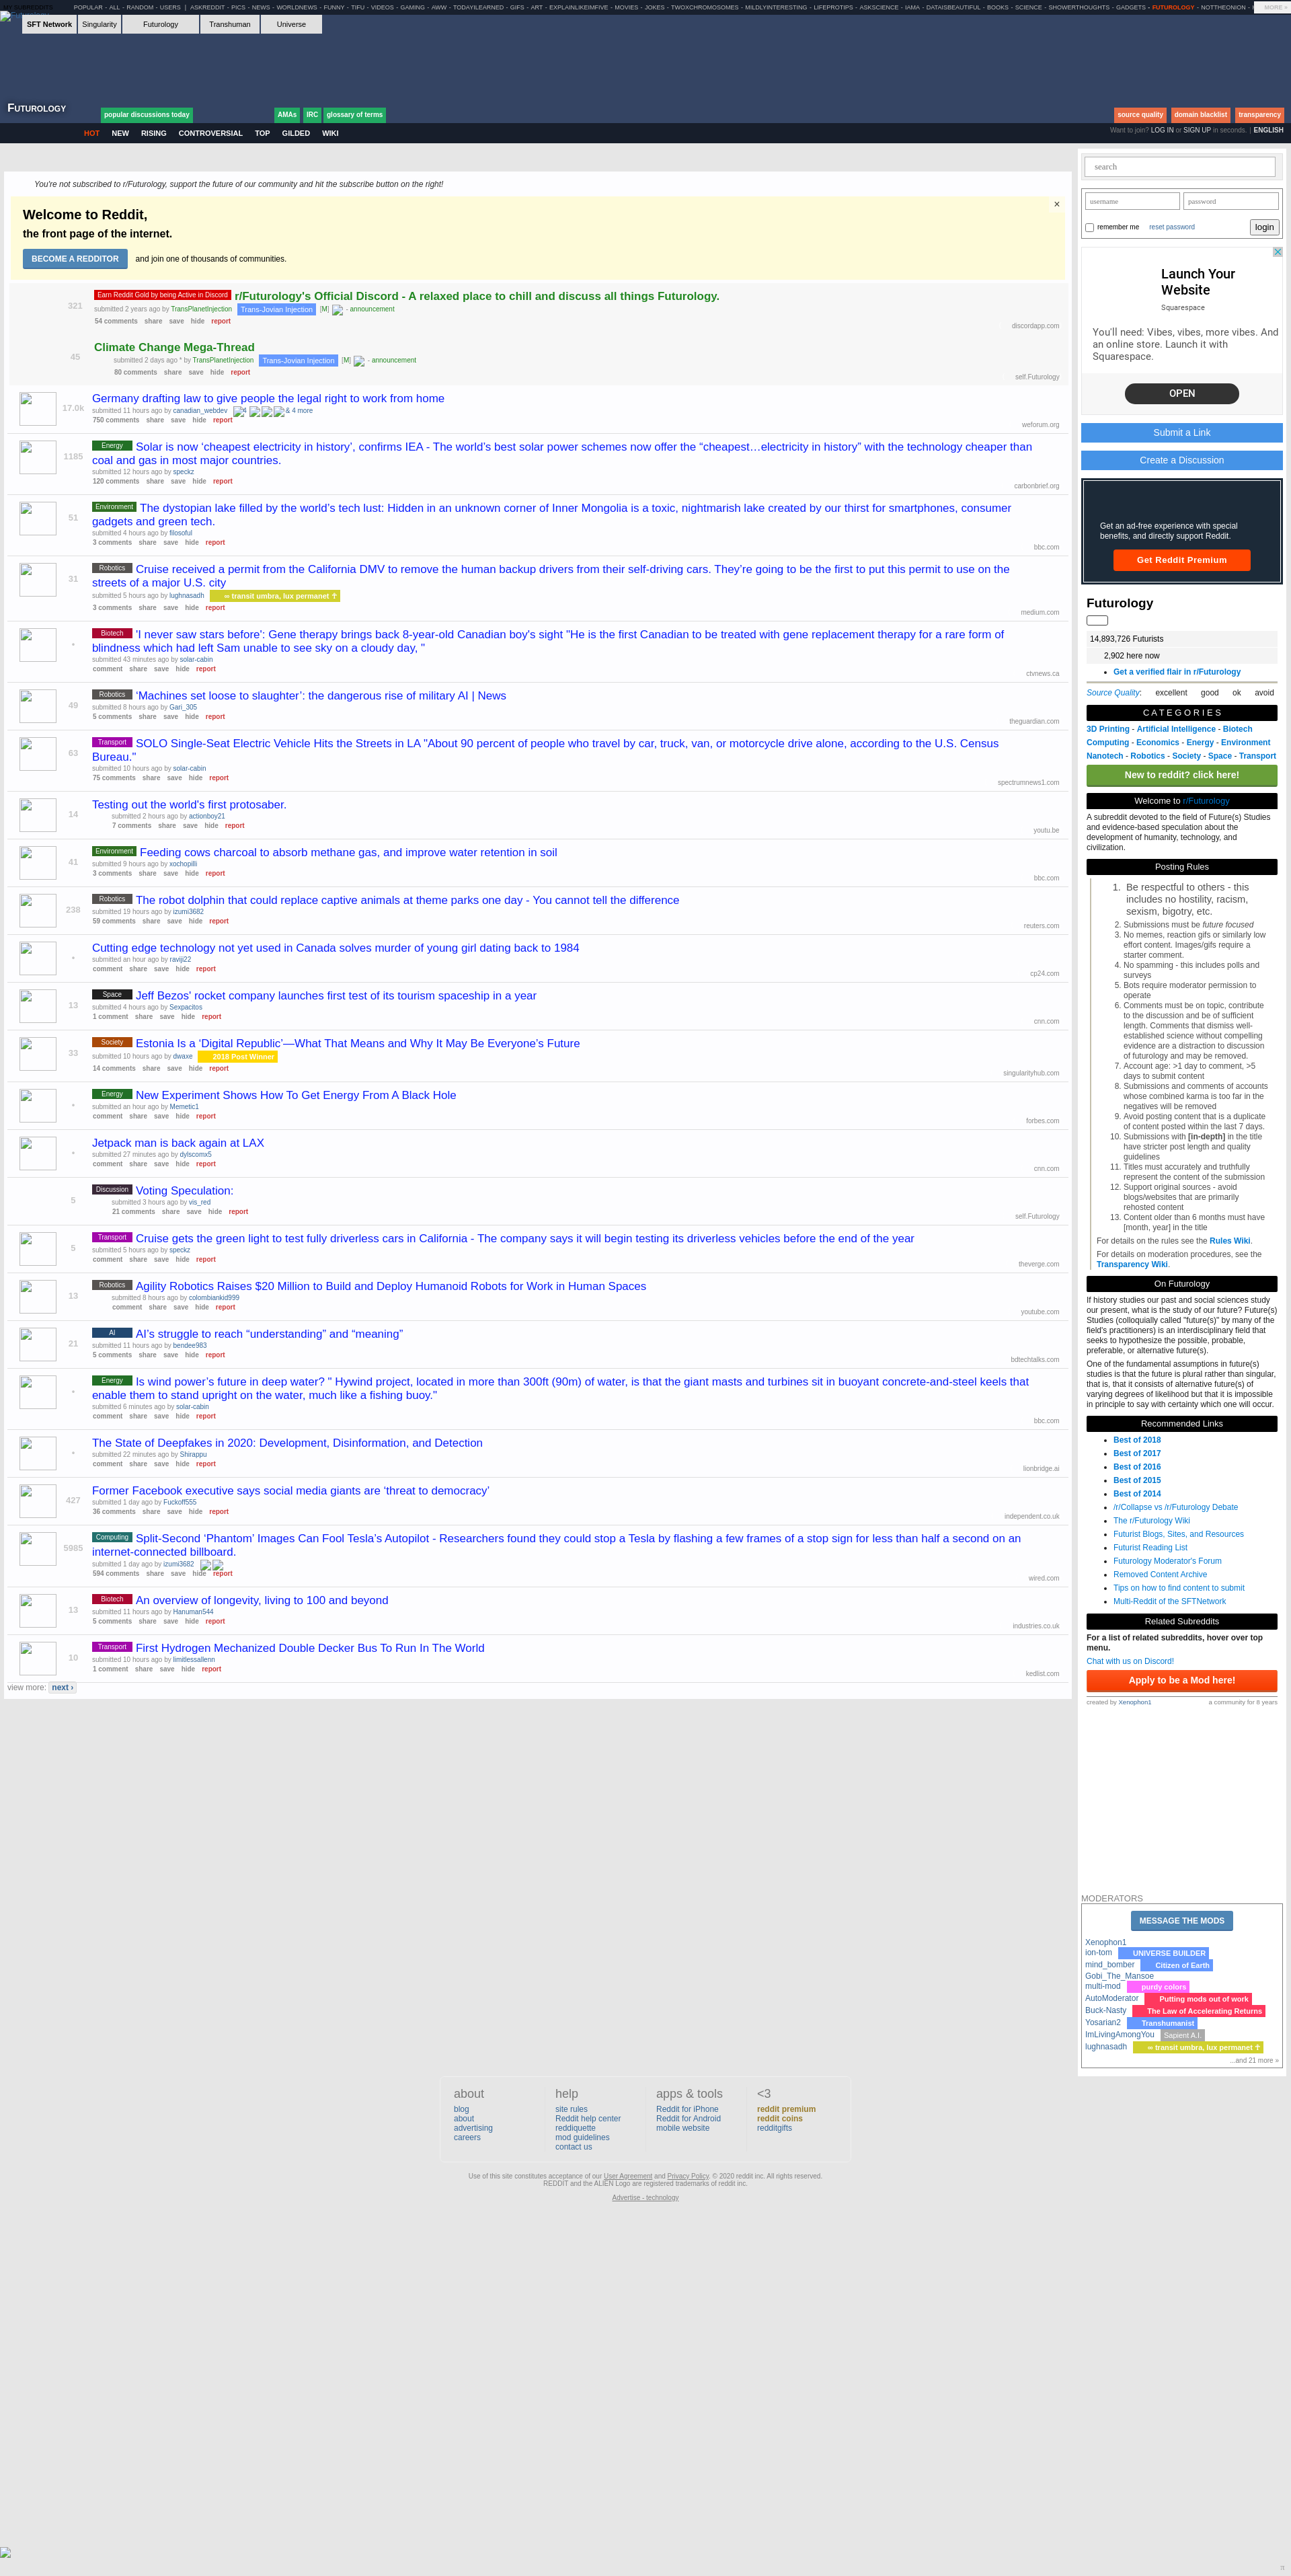 POPULAR - ALL - RANDOM - USERS | ASKREDDIT - PICS - NEWS - WORLDNEWS - FUNNY - TIFU - VIDEOS - GAMING - AWW - TODAYILEARNED - GIFS - ART - EXPLAINLIKEIMFIVE - MOVIES - JOKES - TWOXCHROMOSOMES - MILDLYINTERESTING - LIFEPROTIPS - ASKSCIENCE - IAMA - DATAISBEAUTIFUL - BOOKS - SCIENCE - SHOWERTHOUGHTS - GADGETS - FUTUROLOGY - NOTTHEONION - MORE »
SFT Network Singularity Futurology Transhuman Universe
Futurology
popular discussions today AMAs IRC glossary of terms source quality domain blacklist transparency
HOT NEW RISING CONTROVERSIAL TOP GILDED WIKI
Want to join? LOG IN or SIGN UP in seconds. | ENGLISH
You're not subscribed to r/Futurology, support the future of our community and hit the subscribe button on the right!
Welcome to Reddit,
the front page of the internet.
BECOME A REDDITOR and join one of thousands of communities.
×
321
Earn Reddit Gold by being Active in Discord r/Futurology's Official Discord - A relaxed place to chill and discuss all things Futurology.
submitted 2 years ago by TransPlanetInjection Trans-Jovian Injection [M] - announcement
54 comments share save hide report
discordapp.com
45
Climate Change Mega-Thread
submitted 2 days ago * by TransPlanetInjection Trans-Jovian Injection [M] - announcement
80 comments share save hide report
self.Futurology
17.0k
Germany drafting law to give people the legal right to work from home
submitted 11 hours ago by canadian_webdev 4 & 4 more
750 comments share save hide report
weforum.org
1185
Energy Solar is now ‘cheapest electricity in history’, confirms IEA - The world’s best solar power schemes now offer the “cheapest…electricity in history” with the technology cheaper than
coal and gas in most major countries.
submitted 12 hours ago by speckz
120 comments share save hide report
carbonbrief.org
51
Environment The dystopian lake filled by the world’s tech lust: Hidden in an unknown corner of Inner Mongolia is a toxic, nightmarish lake created by our thirst for smartphones, consumer
gadgets and green tech.
submitted 4 hours ago by filosoful
3 comments share save hide report
bbc.com
31
Robotics Cruise received a permit from the California DMV to remove the human backup drivers from their self-driving cars. They’re going to be the first to put this permit to use on the
streets of a major U.S. city
submitted 5 hours ago by lughnasadh ∞ transit umbra, lux permanet ☥
3 comments share save hide report
medium.com
•
Biotech 'I never saw stars before': Gene therapy brings back 8-year-old Canadian boy's sight "He is the first Canadian to be treated with gene replacement therapy for a rare form of
blindness which had left Sam unable to see sky on a cloudy day, "
submitted 43 minutes ago by solar-cabin
comment share save hide report
ctvnews.ca
49
Robotics ‘Machines set loose to slaughter’: the dangerous rise of military AI | News
submitted 8 hours ago by Gari_305
5 comments share save hide report
theguardian.com
63
Transport SOLO Single-Seat Electric Vehicle Hits the Streets in LA "About 90 percent of people who travel by car, truck, van, or motorcycle drive alone, according to the U.S. Census
Bureau."
submitted 10 hours ago by solar-cabin
75 comments share save hide report
spectrumnews1.com
14
Testing out the world's first protosaber.
submitted 2 hours ago by actionboy21
7 comments share save hide report
youtu.be
41
Environment Feeding cows charcoal to absorb methane gas, and improve water retention in soil
submitted 9 hours ago by xochopilli
3 comments share save hide report
bbc.com
238
Robotics The robot dolphin that could replace captive animals at theme parks one day - You cannot tell the difference
submitted 19 hours ago by izumi3682
59 comments share save hide report
reuters.com
•
Cutting edge technology not yet used in Canada solves murder of young girl dating back to 1984
submitted an hour ago by raviji22
comment share save hide report
cp24.com
13
Space Jeff Bezos' rocket company launches first test of its tourism spaceship in a year
submitted 4 hours ago by Sexpacitos
1 comment share save hide report
cnn.com
33
Society Estonia Is a ‘Digital Republic’—What That Means and Why It May Be Everyone’s Future
submitted 10 hours ago by dwaxe 2018 Post Winner
14 comments share save hide report
singularityhub.com
•
Energy New Experiment Shows How To Get Energy From A Black Hole
submitted an hour ago by Memetic1
comment share save hide report
forbes.com
•
Jetpack man is back again at LAX
submitted 27 minutes ago by dylscomx5
comment share save hide report
cnn.com
5
Discussion Voting Speculation:
submitted 3 hours ago by vis_red
21 comments share save hide report
self.Futurology
5
Transport Cruise gets the green light to test fully driverless cars in California - The company says it will begin testing its driverless vehicles before the end of the year
submitted 5 hours ago by speckz
comment share save hide report
theverge.com
13
Robotics Agility Robotics Raises $20 Million to Build and Deploy Humanoid Robots for Work in Human Spaces
submitted 8 hours ago by colombiankid999
comment share save hide report
youtube.com
21
AI AI’s struggle to reach “understanding” and “meaning”
submitted 11 hours ago by bendee983
5 comments share save hide report
bdtechtalks.com
•
Energy Is wind power’s future in deep water? " Hywind project, located in more than 300ft (90m) of water, is that the giant masts and turbines sit in buoyant concrete-and-steel keels that
enable them to stand upright on the water, much like a fishing buoy."
submitted 6 minutes ago by solar-cabin
comment share save hide report
bbc.com
•
The State of Deepfakes in 2020: Development, Disinformation, and Detection
submitted 22 minutes ago by Shirappu
comment share save hide report
lionbridge.ai
427
Former Facebook executive says social media giants are ‘threat to democracy’
submitted 1 day ago by Fuckoff555
36 comments share save hide report
independent.co.uk
5985
Computing Split-Second ‘Phantom’ Images Can Fool Tesla’s Autopilot - Researchers found they could stop a Tesla by flashing a few frames of a stop sign for less than half a second on an
internet-connected billboard.
submitted 1 day ago by izumi3682
594 comments share save hide report
wired.com
13
Biotech An overview of longevity, living to 100 and beyond
submitted 11 hours ago by Hanuman544
5 comments share save hide report
industries.co.uk
10
Transport First Hydrogen Mechanized Double Decker Bus To Run In The World
submitted 10 hours ago by limitlessallenn
1 comment share save hide report
kedlist.com
view more: next ›
search
username password
remember me reset password login
Launch Your
Website
Squarespace
You'll need: Vibes, vibes, more vibes. And
an online store. Launch it with
Squarespace.
OPEN
Submit a Link
Create a Discussion
Get an ad-free experience with special
benefits, and directly support Reddit.
Get Reddit Premium
Futurology
14,893,726 Futurists
2,902 here now
• Get a verified flair in r/Futurology
Source Quality: excellent good ok avoid
CATEGORIES
3D Printing - Artificial Intelligence - Biotech
Computing - Economics - Energy - Environment
Nanotech - Robotics - Society - Space - Transport
New to reddit? click here!
Welcome to r/Futurology
A subreddit devoted to the field of Future(s) Studies
and evidence-based speculation about the
development of humanity, technology, and
civilization.
Posting Rules
1. Be respectful to others - this
includes no hostility, racism,
sexism, bigotry, etc.
2. Submissions must be future focused
3. No memes, reaction gifs or similarly low
effort content. Images/gifs require a
starter comment.
4. No spamming - this includes polls and
surveys
5. Bots require moderator permission to
operate
6. Comments must be on topic, contribute
to the discussion and be of sufficient
length. Comments that dismiss well-
established science without compelling
evidence are a distraction to discussion
of futurology and may be removed.
7. Account age: >1 day to comment, >5
days to submit content
8. Submissions and comments of accounts
whose combined karma is too far in the
negatives will be removed
9. Avoid posting content that is a duplicate
of content posted within the last 7 days.
10. Submissions with [in-depth] in the title
have stricter post length and quality
guidelines
11. Titles must accurately and truthfully
represent the content of the submission
12. Support original sources - avoid
blogs/websites that are primarily
rehosted content
13. Content older than 6 months must have
[month, year] in the title
For details on the rules see the Rules Wiki.
For details on moderation procedures, see the
Transparency Wiki.
On Futurology
If history studies our past and social sciences study
our present, what is the study of our future? Future(s)
Studies (colloquially called "future(s)" by many of the
field's practitioners) is an interdisciplinary field that
seeks to hypothesize the possible, probable,
preferable, or alternative future(s).
One of the fundamental assumptions in future(s)
studies is that the future is plural rather than singular,
that is, that it consists of alternative future(s) of
varying degrees of likelihood but that it is impossible
in principle to say with certainty which one will occur.
Recommended Links
• Best of 2018
• Best of 2017
• Best of 2016
• Best of 2015
• Best of 2014
• /r/Collapse vs /r/Futurology Debate
• The r/Futurology Wiki
• Futurist Blogs, Sites, and Resources
• Futurist Reading List
• Futurology Moderator's Forum
• Removed Content Archive
• Tips on how to find content to submit
• Multi-Reddit of the SFTNetwork
Related Subreddits
For a list of related subreddits, hover over top
menu.
Chat with us on Discord!
Apply to be a Mod here!
created by Xenophon1 a community for 8 years
MODERATORS
MESSAGE THE MODS
Xenophon1
ion-tom UNIVERSE BUILDER
mind_bomber Citizen of Earth
Gobi_The_Mansoe
multi-mod purdy colors
AutoModerator Putting mods out of work
Buck-Nasty The Law of Accelerating Returns
Yosarian2 Transhumanist
ImLivingAmongYou Sapient A.I.
lughnasadh ∞ transit umbra, lux permanet ☥
...and 21 more »
about
blog
about
advertising
careers
help
site rules
Reddit help center
reddiquette
mod guidelines
contact us
apps & tools
Reddit for iPhone
Reddit for Android
mobile website
<3
reddit premium
reddit coins
redditgifts
Use of this site constitutes acceptance of our User Agreement and Privacy Policy. © 2020 reddit inc. All rights reserved.
REDDIT and the ALIEN Logo are registered trademarks of reddit inc.
Advertise - technology
π